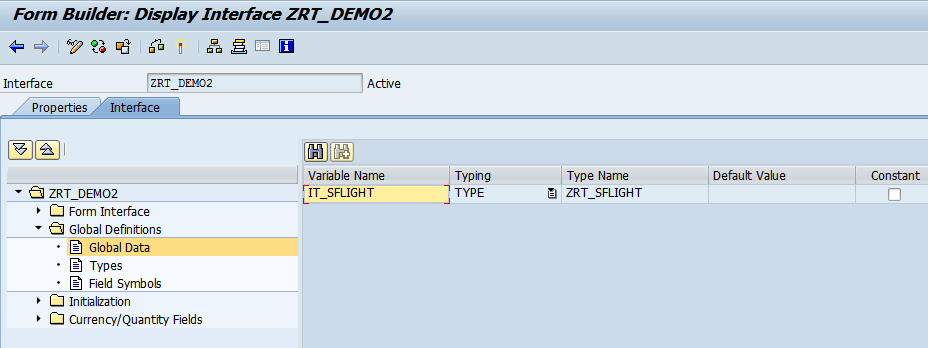 Form Builder: Display Interface ZRT_DEMO2
Interface ZRT_DEMO2 Active
Properties Interface
Variable Name Typing Type Name Default Value Constant
IT_SFLIGHT TYPE ZRT_SFLIGHT
ZRT_DEMO2
Form Interface
Global Definitions
Global Data
Types
Field Symbols
Initialization
Currency/Quantity Fields